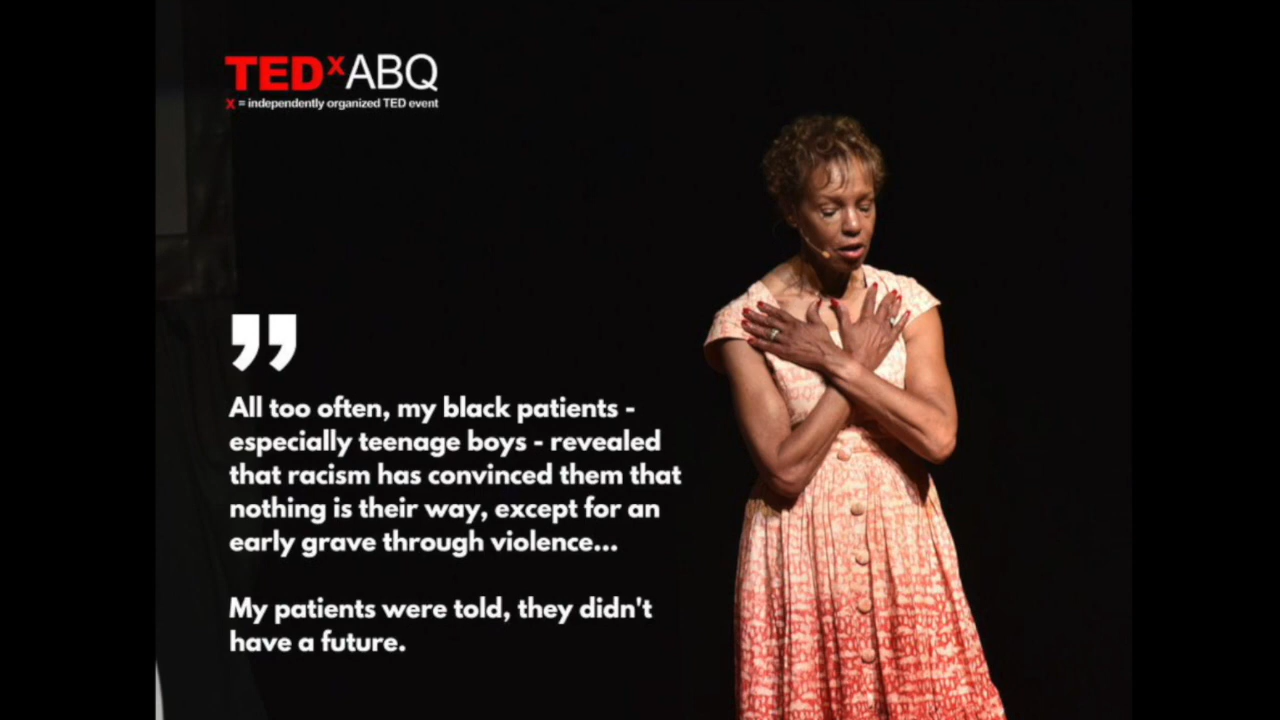 TEDxABQ
x = independently organized TED event
”
All too often, my black patients -
especially teenage boys - revealed
that racism has convinced them that
nothing is their way, except for an
early grave through violence...
My patients were told, they didn't
have a future.